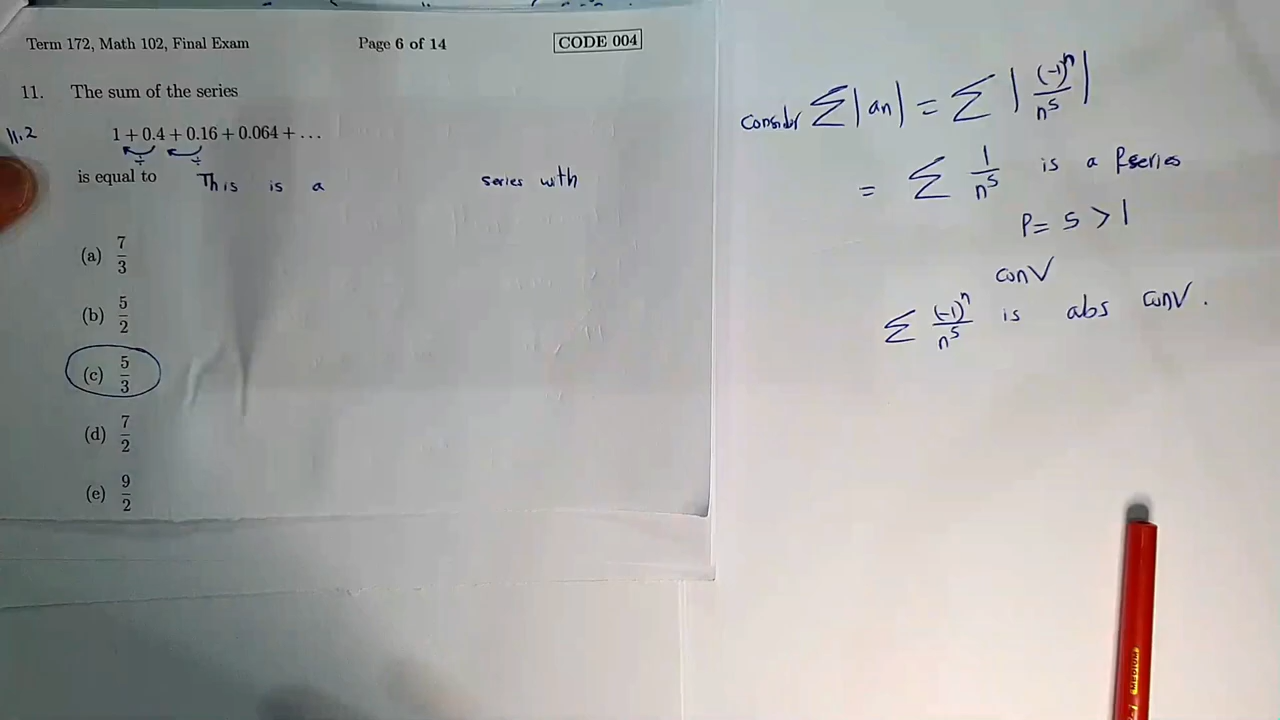 Term 172, Math 102, Final Exam Page 6 of 14 CODE 004
11. The sum of the series
11.2 1 + 0.4 + 0.16 + 0.064 + ...
÷ ÷
is equal to This is a series with
(a) 7/3
(b) 5/2
(c) 5/3
(d) 7/2
(e) 9/2
consider ∑|an| = ∑ |(-1)^n/n^5|
= ∑ 1/n^5 is a P-series
P= 5 > 1
conV
∑ (-1)^n/n^5 is abs conV.